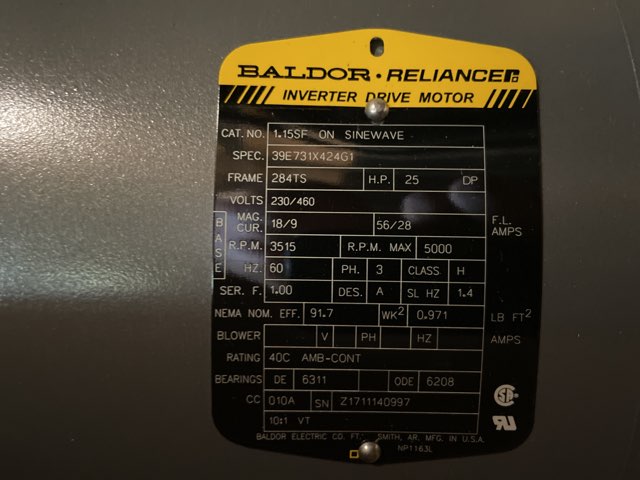 BALDOR • RELIANCE
INVERTER DRIVE MOTOR
CAT. NO. 1.15SF ON SINEWAVE
SPEC. 39E731X424G1
FRAME 284TS H.P. 25 DP
VOLTS 230/460
BASE MAG. CUR. 18/9 56/28 F.L. AMPS
R.P.M. 3515 R.P.M. MAX 5000
HZ. 60 PH. 3 CLASS H
SER. F. 1.00 DES. A SL HZ 1.4
NEMA NOM. EFF. 91.7 WK² 0.971 LB FT²
BLOWER V PH HZ AMPS
RATING 40C AMB-CONT
BEARINGS DE 6311 ODE 6208
CC 010A SN Z1711140997
10:1 VT
BALDOR ELECTRIC CO. FT. SMITH, AR. MFG. IN U.S.A.
NP1163L